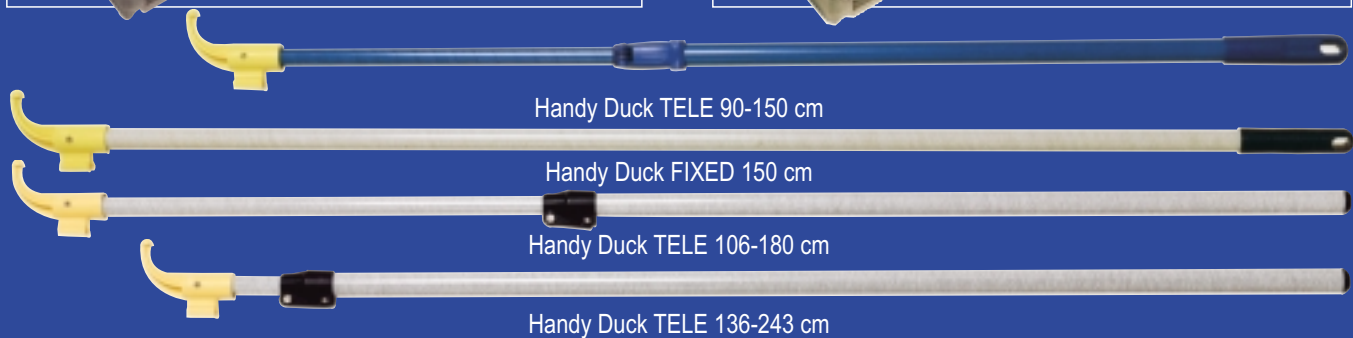 Handy Duck TELE 90-150 cm
Handy Duck FIXED 150 cm
Handy Duck TELE 106-180 cm
Handy Duck TELE 136-243 cm